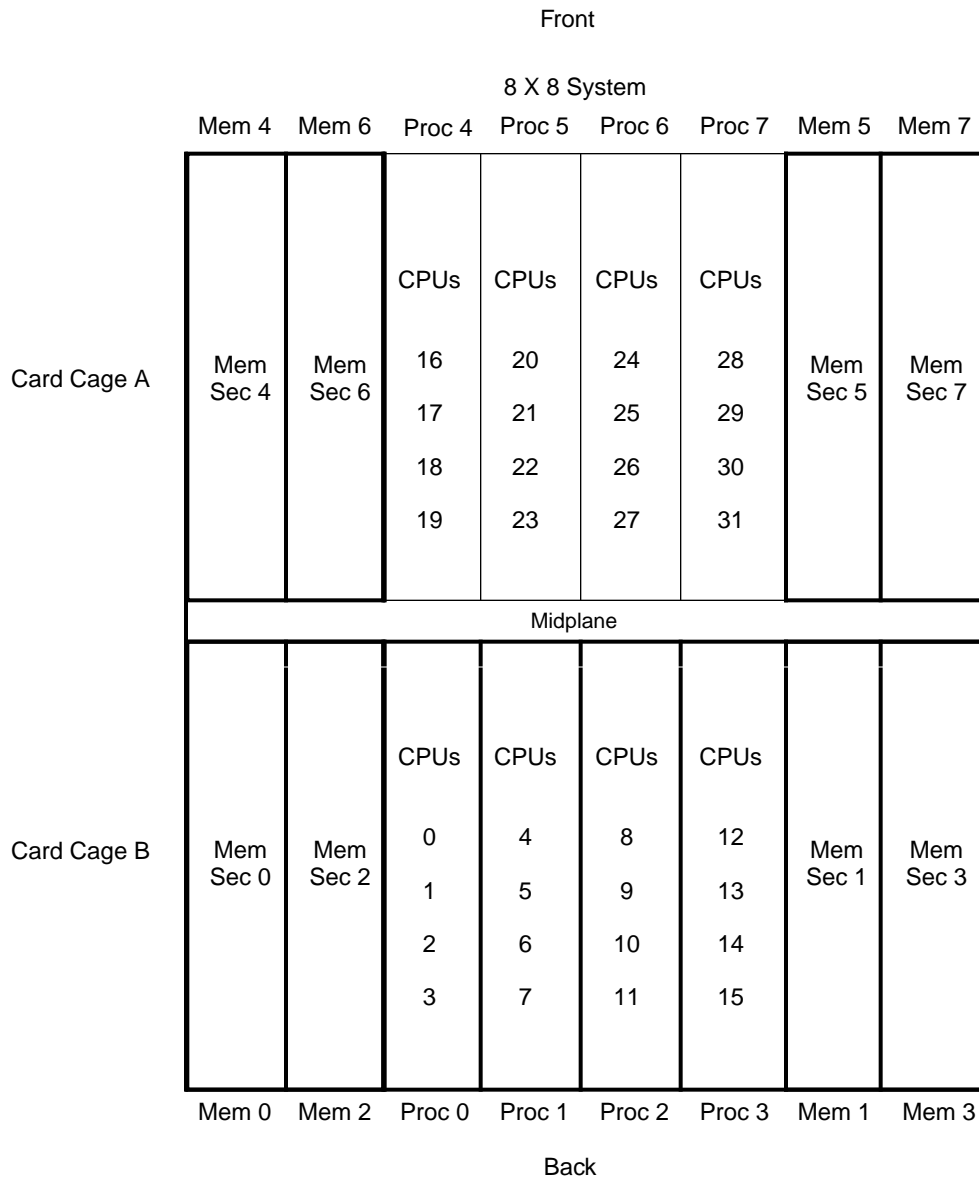 Front
8 X 8 System
Mem 4 Mem 6 Proc 4 Proc 5 Proc 6 Proc 7 Mem 5 Mem 7
CPUs CPUs CPUs CPUs
16 20 24 28
Card Cage A Mem Sec 4 Mem Sec 6 Mem Sec 5 Mem Sec 7
17 21 25 29
18 22 26 30
19 23 27 31
Midplane
CPUs CPUs CPUs CPUs
0 4 8 12
Card Cage B Mem Sec 0 Mem Sec 2 Mem Sec 1 Mem Sec 3
1 5 9 13
2 6 10 14
3 7 11 15
Mem 0 Mem 2 Proc 0 Proc 1 Proc 2 Proc 3 Mem 1 Mem 3
Back